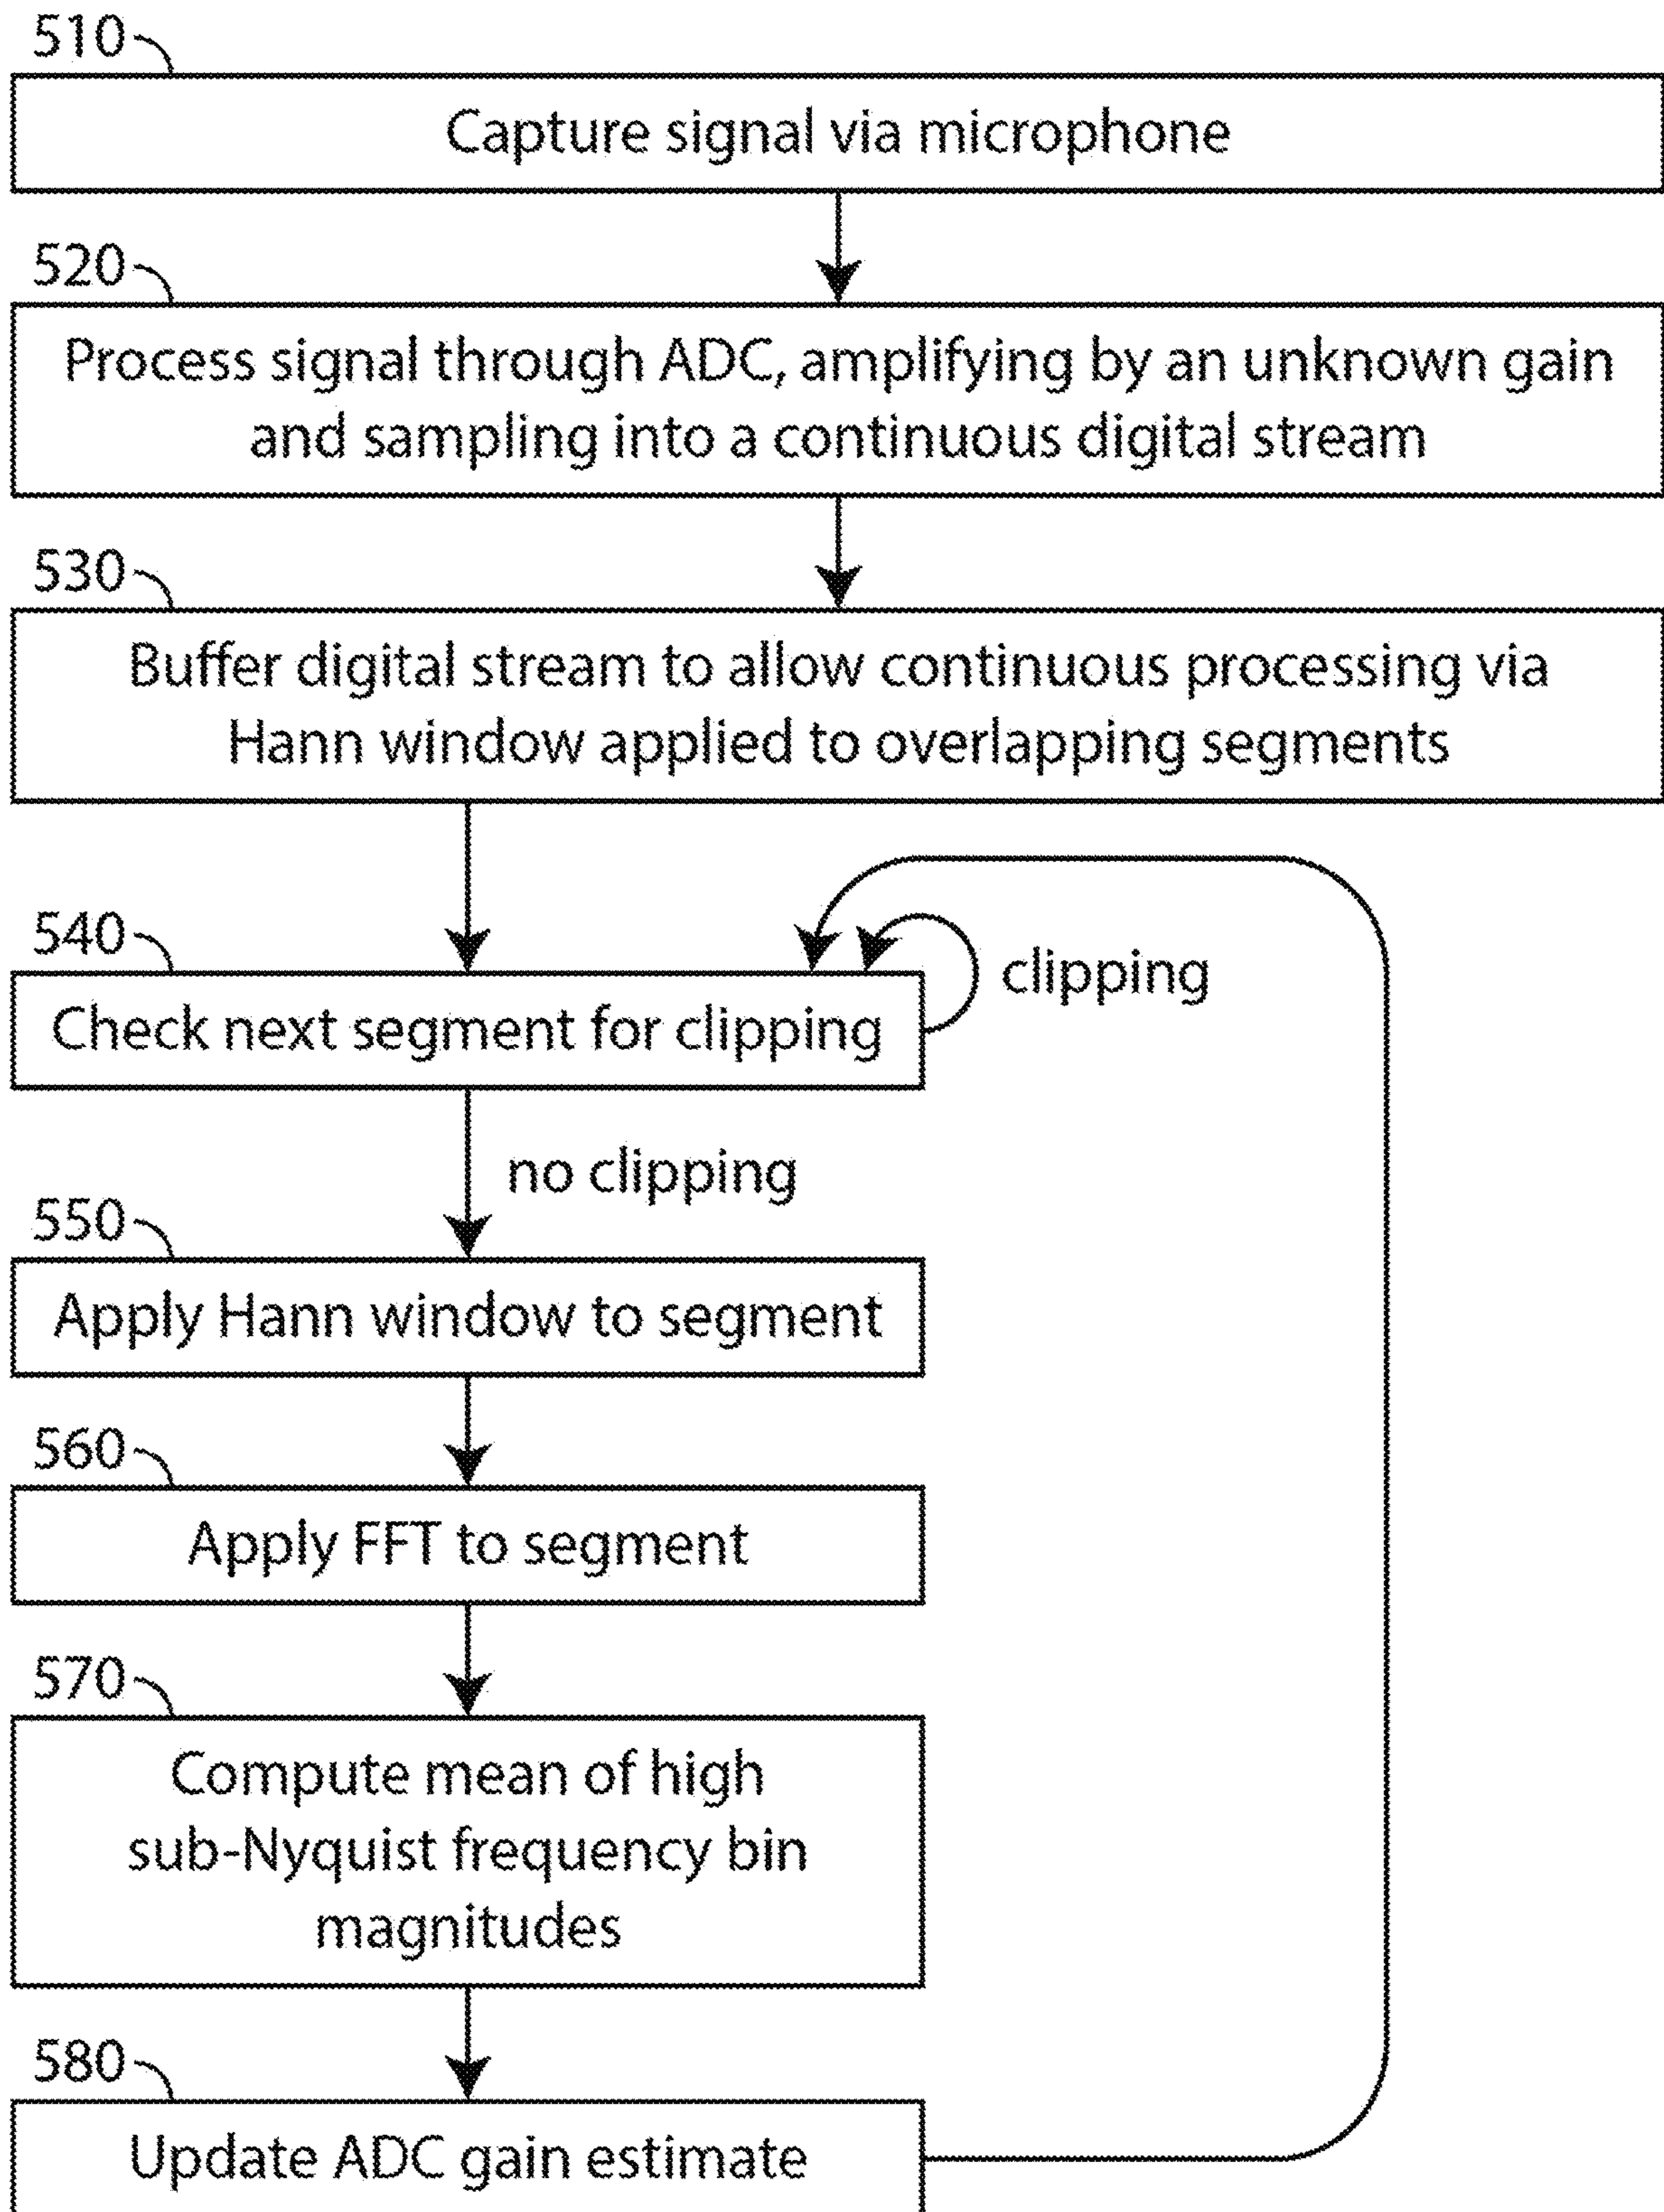 510
Capture signal via microphone
520
Process signal through ADC, amplifying by an unknown gain
and sampling into a continuous digital stream
530
Buffer digital stream to allow continuous processing via
Hann window applied to overlapping segments
540
clipping
Check next segment for clipping
no clipping
550
Apply Hann window to segment
560
Apply FFT to segment
570
Compute mean of high
sub-Nyquist frequency bin
magnitudes
580
Update ADC gain estimate